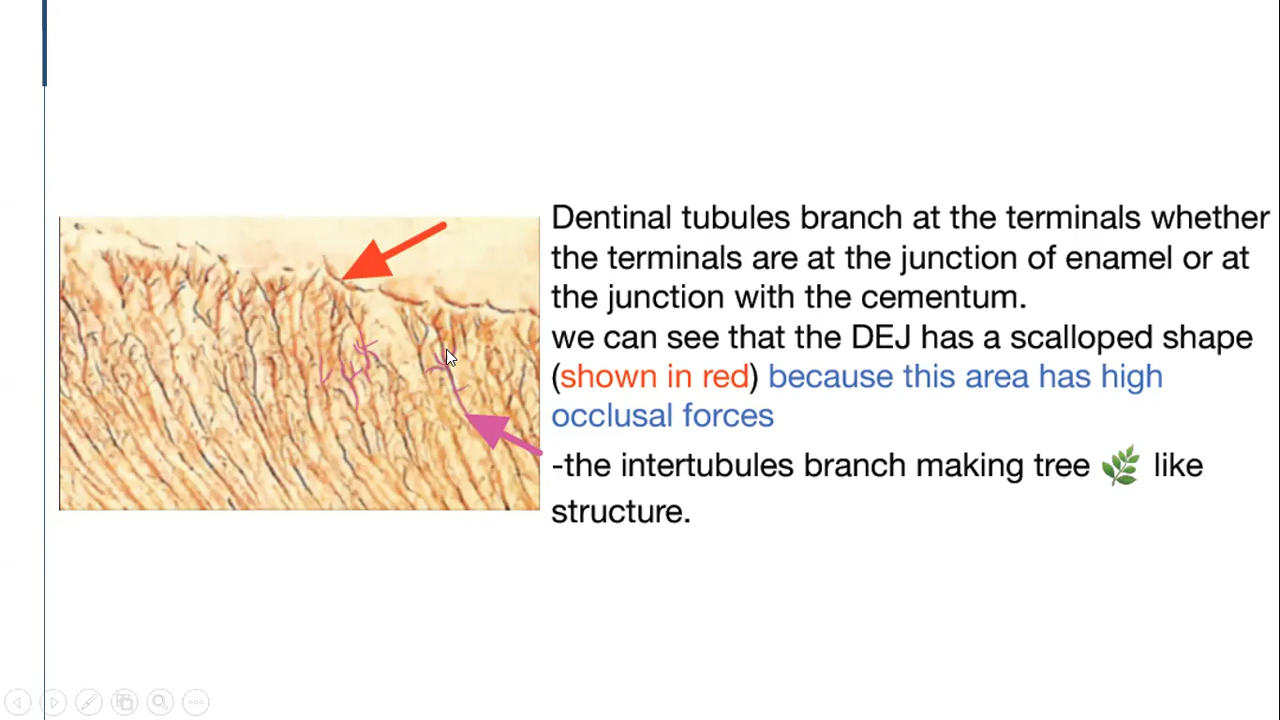 Dentinal tubules branch at the terminals whether
the terminals are at the junction of enamel or at
the junction with the cementum.
we can see that the DEJ has a scalloped shape
(shown in red) because this area has high
occlusal forces
-the intertubules branch making tree 🌿 like
structure.